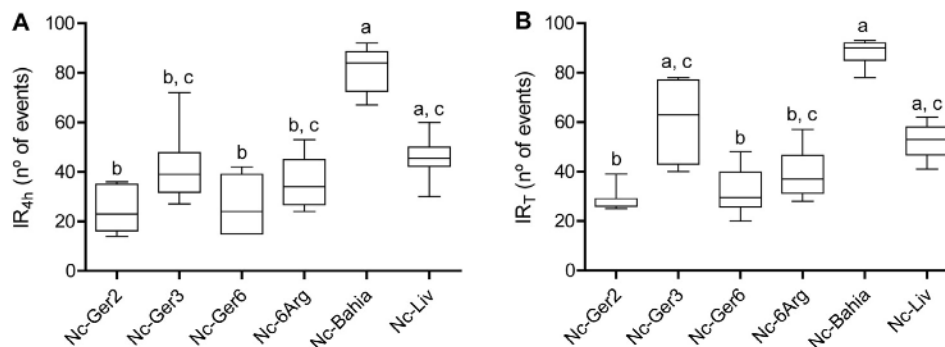 A
IR4h (nº of events)
100
80
60
40
20
0
b
b, c
b
b, c
a
a, c
Nc-Ger2
Nc-Ger3
Nc-Ger6
Nc-6Arg
Nc-Bahia
Nc-Liv
B
IRT (nº of events)
100
80
60
40
20
0
b
a, c
b
b, c
a
a, c
Nc-Ger2
Nc-Ger3
Nc-Ger6
Nc-6Arg
Nc-Bahia
Nc-Liv